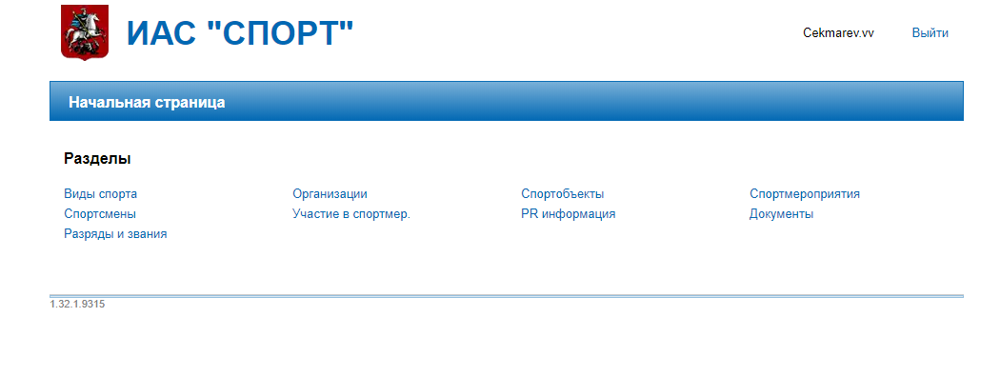 ИАС "СПОРТ"
Cekmarev.vv Выйти
Начальная страница
Разделы
Виды спорта Организации Спортобъекты Спортмероприятия
Спортсмены Участие в спортмер. PR информация Документы
Разряды и звания
1.32.1.9315